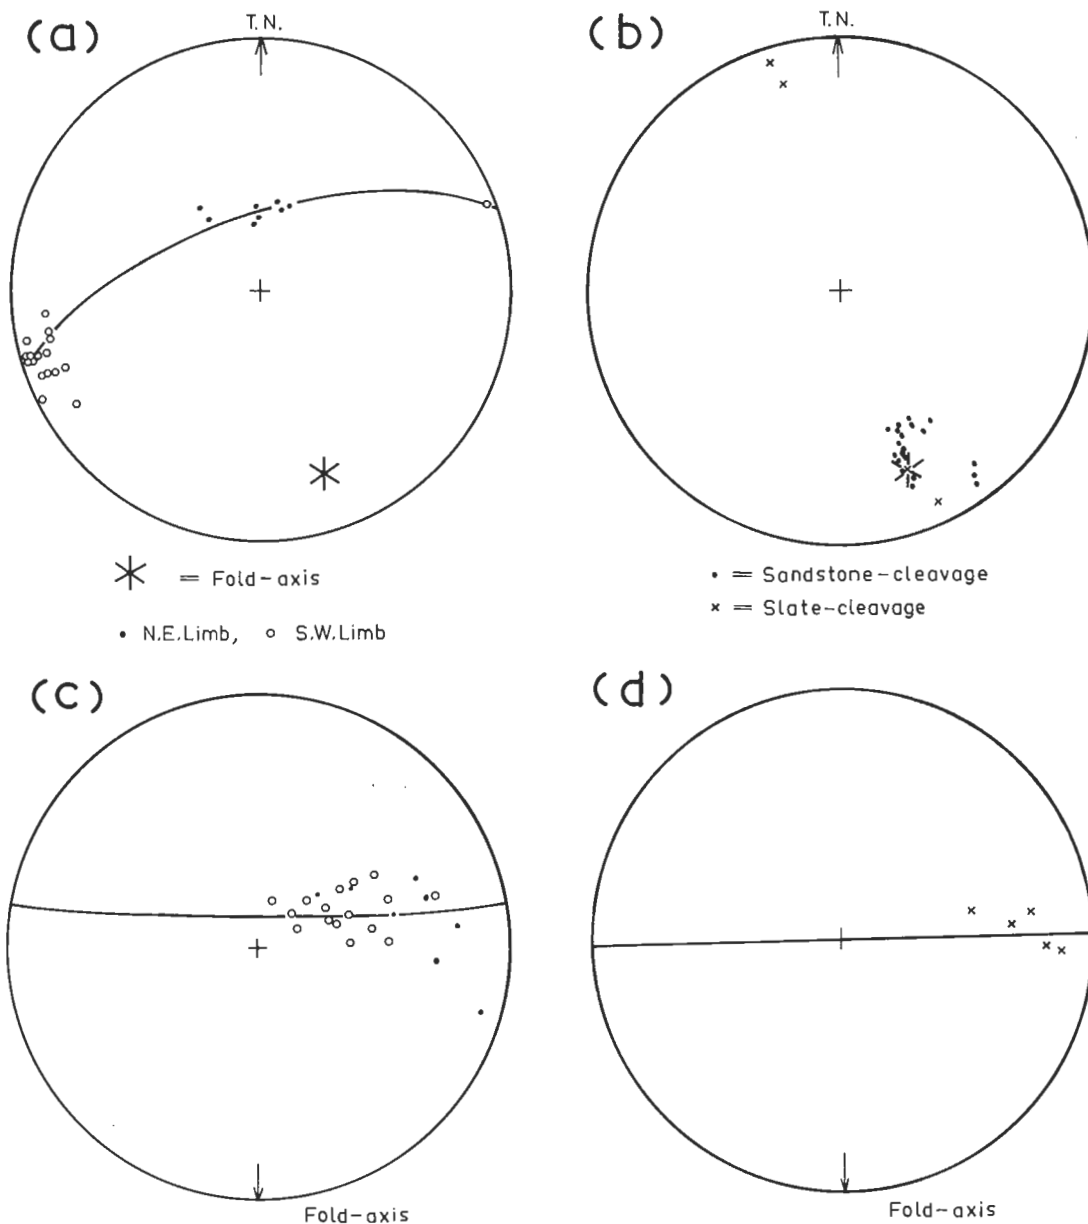 (a)
T.N.
(b)
T.N.
= Fold-axis
• N.E.Limb, o S.W.Limb
• = Sandstone-cleavage
x = Slate-cleavage
(c)
(d)
Fold-axis
Fold-axis